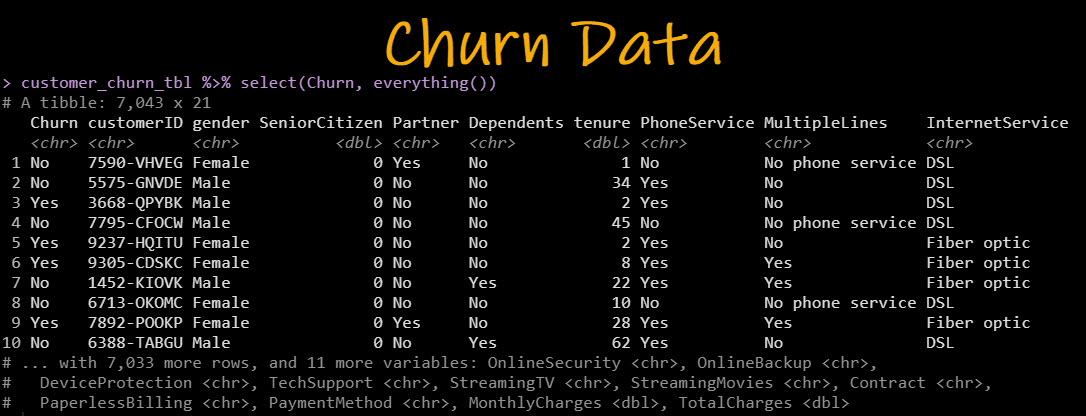 Churn Data
> customer_churn_tbl %>% select(Churn, everything())
# A tibble: 7,043 x 21
   Churn customerID gender SeniorCitizen Partner Dependents tenure PhoneService MultipleLines    InternetService
   <chr> <chr>      <chr>          <dbl> <chr>   <chr>       <dbl> <chr>        <chr>            <chr>
 1 No    7590-VHVEG Female             0 Yes     No              1 No           No phone service DSL
 2 No    5575-GNVDE Male               0 No      No             34 Yes          No               DSL
 3 Yes   3668-QPYBK Male               0 No      No              2 Yes          No               DSL
 4 No    7795-CFOCW Male               0 No      No             45 No           No phone service DSL
 5 Yes   9237-HQITU Female             0 No      No              2 Yes          No               Fiber optic
 6 Yes   9305-CDSKC Female             0 No      No              8 Yes          Yes              Fiber optic
 7 No    1452-KIOVK Male               0 No      Yes            22 Yes          Yes              Fiber optic
 8 No    6713-OKOMC Female             0 No      No             10 No           No phone service DSL
 9 Yes   7892-POOKP Female             0 Yes     No             28 Yes          Yes              Fiber optic
10 No    6388-TABGU Male               0 No      Yes            62 Yes          No               DSL
# ... with 7,033 more rows, and 11 more variables: OnlineSecurity <chr>, OnlineBackup <chr>,
#   DeviceProtection <chr>, TechSupport <chr>, StreamingTV <chr>, StreamingMovies <chr>, Contract <chr>,
#   PaperlessBilling <chr>, PaymentMethod <chr>, MonthlyCharges <dbl>, TotalCharges <dbl>